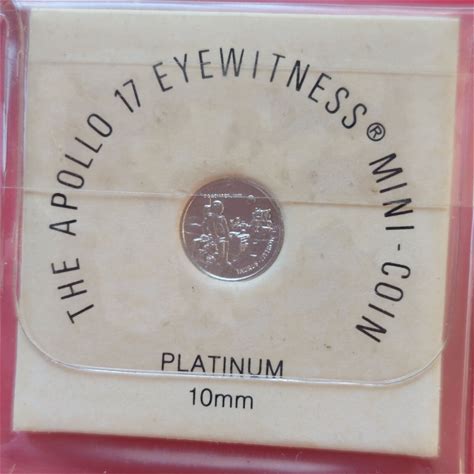 THE APOLLO 17 EYEWITNESS® MINI-COIN
PLATINUM
10mm